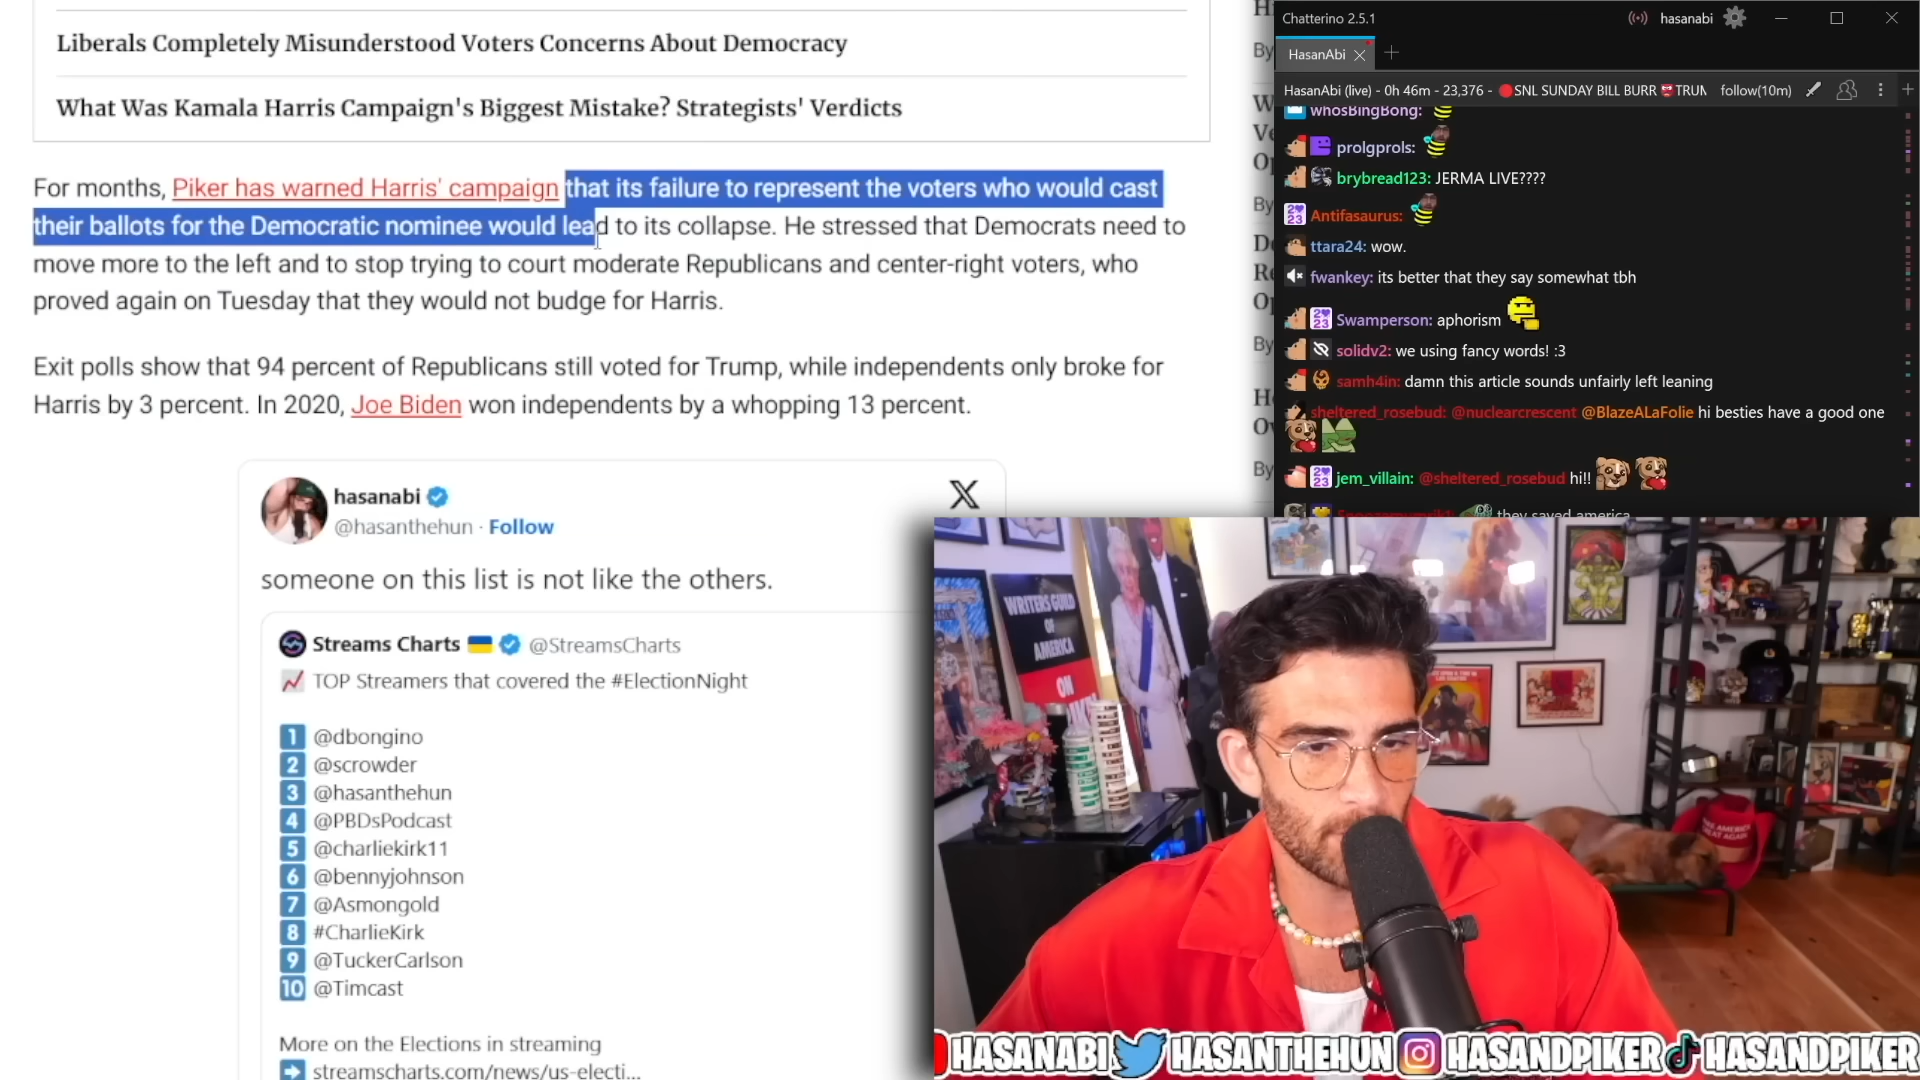 Liberals Completely Misunderstood Voters Concerns About Democracy
What Was Kamala Harris Campaign's Biggest Mistake? Strategists' Verdicts
For months, Piker has warned Harris' campaign that its failure to represent the voters who would cast
their ballots for the Democratic nominee would lead to its collapse. He stressed that Democrats need to
move more to the left and to stop trying to court moderate Republicans and center-right voters, who
proved again on Tuesday that they would not budge for Harris.
Exit polls show that 94 percent of Republicans still voted for Trump, while independents only broke for
Harris by 3 percent. In 2020, Joe Biden won independents by a whopping 13 percent.
hasanabi
@hasanthehun · Follow
someone on this list is not like the others.
Streams Charts @StreamsCharts
TOP Streamers that covered the #ElectionNight
1 @dbongino
2 @scrowder
3 @hasanthehun
4 @PBDsPodcast
5 @charliekirk11
6 @bennyjohnson
7 @Asmongold
8 #CharlieKirk
9 @TuckerCarlson
10 @Timcast
More on the Elections in streaming
streamscharts.com/news/us-electi...
By
By
By
By
Chatterino 2.5.1
hasanabi
HasanAbi
HasanAbi (live) - 0h 46m - 23,376 - SNL SUNDAY BILL BURR TRUM
follow(10m)
whosBingBong:
prolgprols:
brybread123: JERMA LIVE????
Antifasaurus:
ttara24: wow.
fwankey: its better that they say somewhat tbh
Swamperson: aphorism
solidv2: we using fancy words! :3
samh4in: damn this article sounds unfairly left leaning
sheltered_rosebud: @nuclearcrescent @BlazeALaFolie hi besties have a good one
jem_villain: @sheltered_rosebud hi!!
they saved america
WRITERS GUILD
OF
AMERICA
ON
HASANABI HASANTHEHUN HASANDPIKER HASANDPIKER